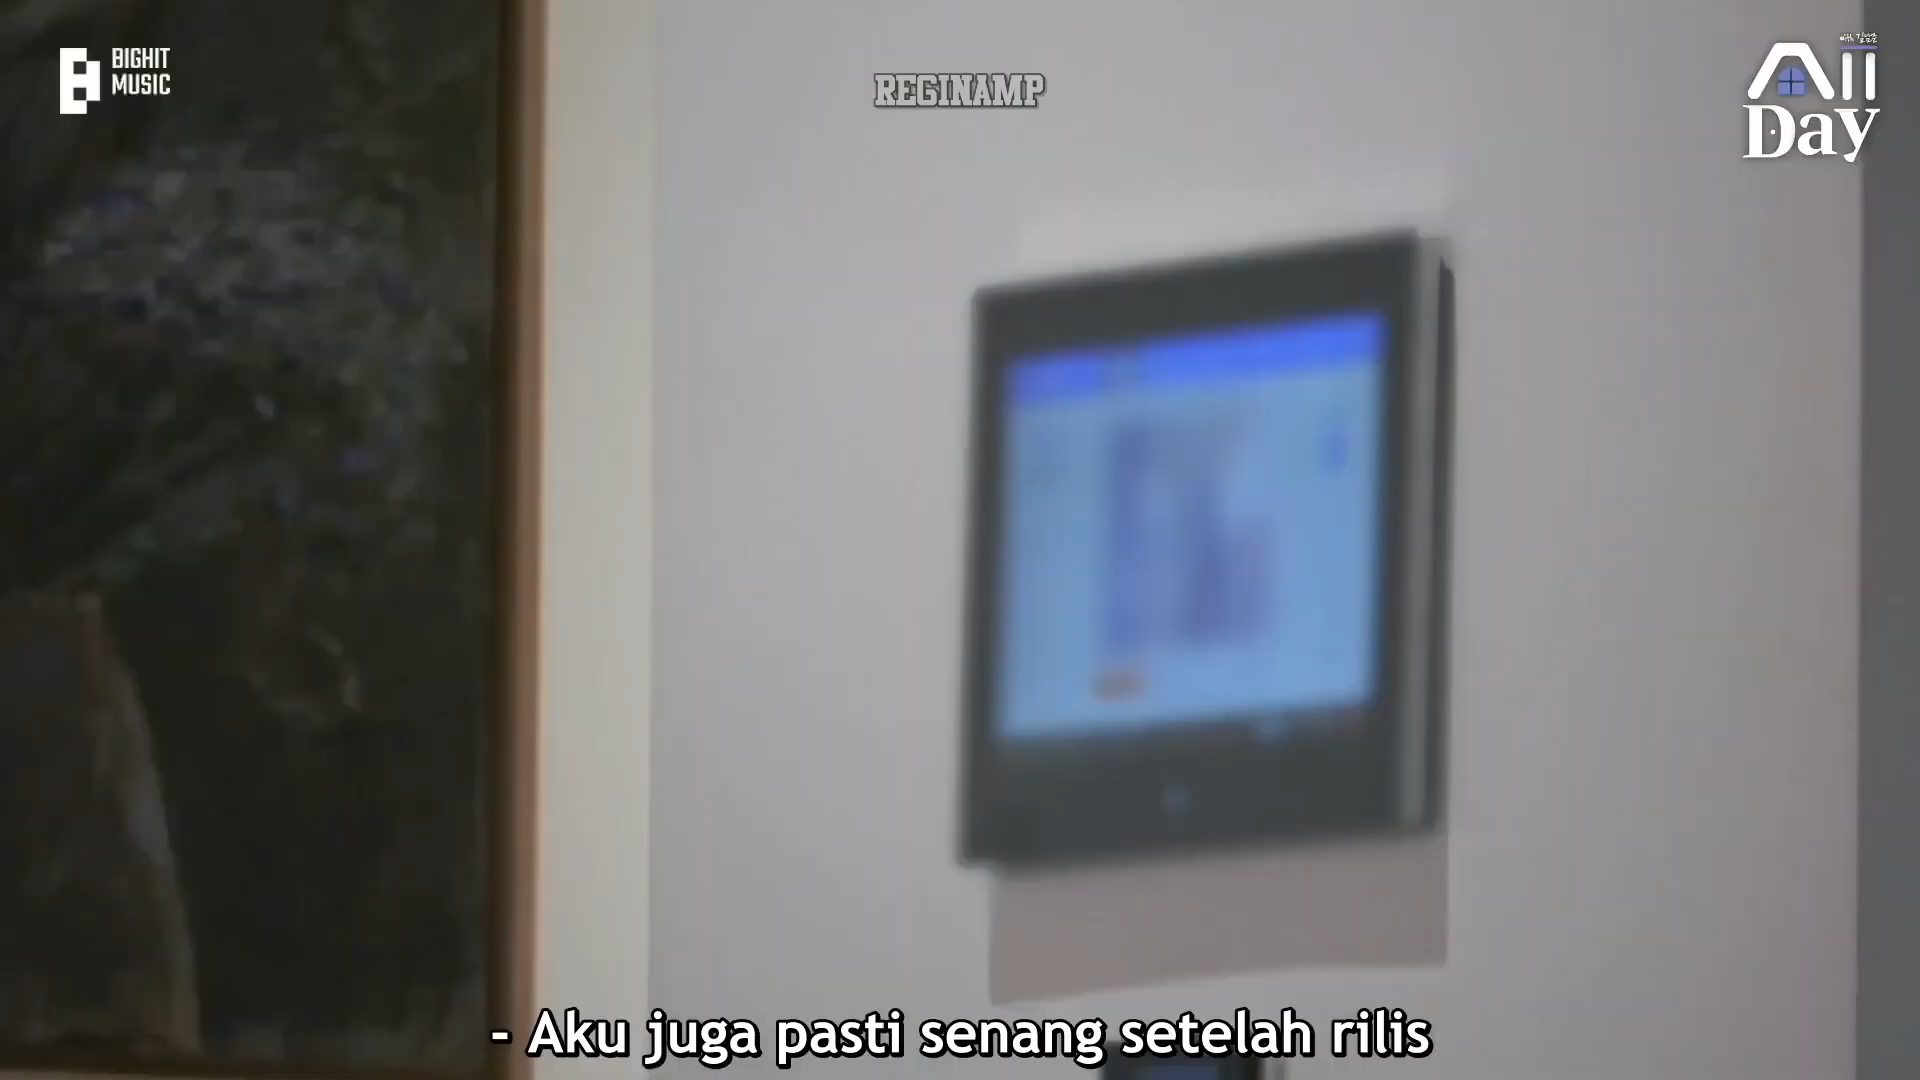 BIGHIT
MUSIC
REGINAMP
All
Day
- Aku juga pasti senang setelah rilis